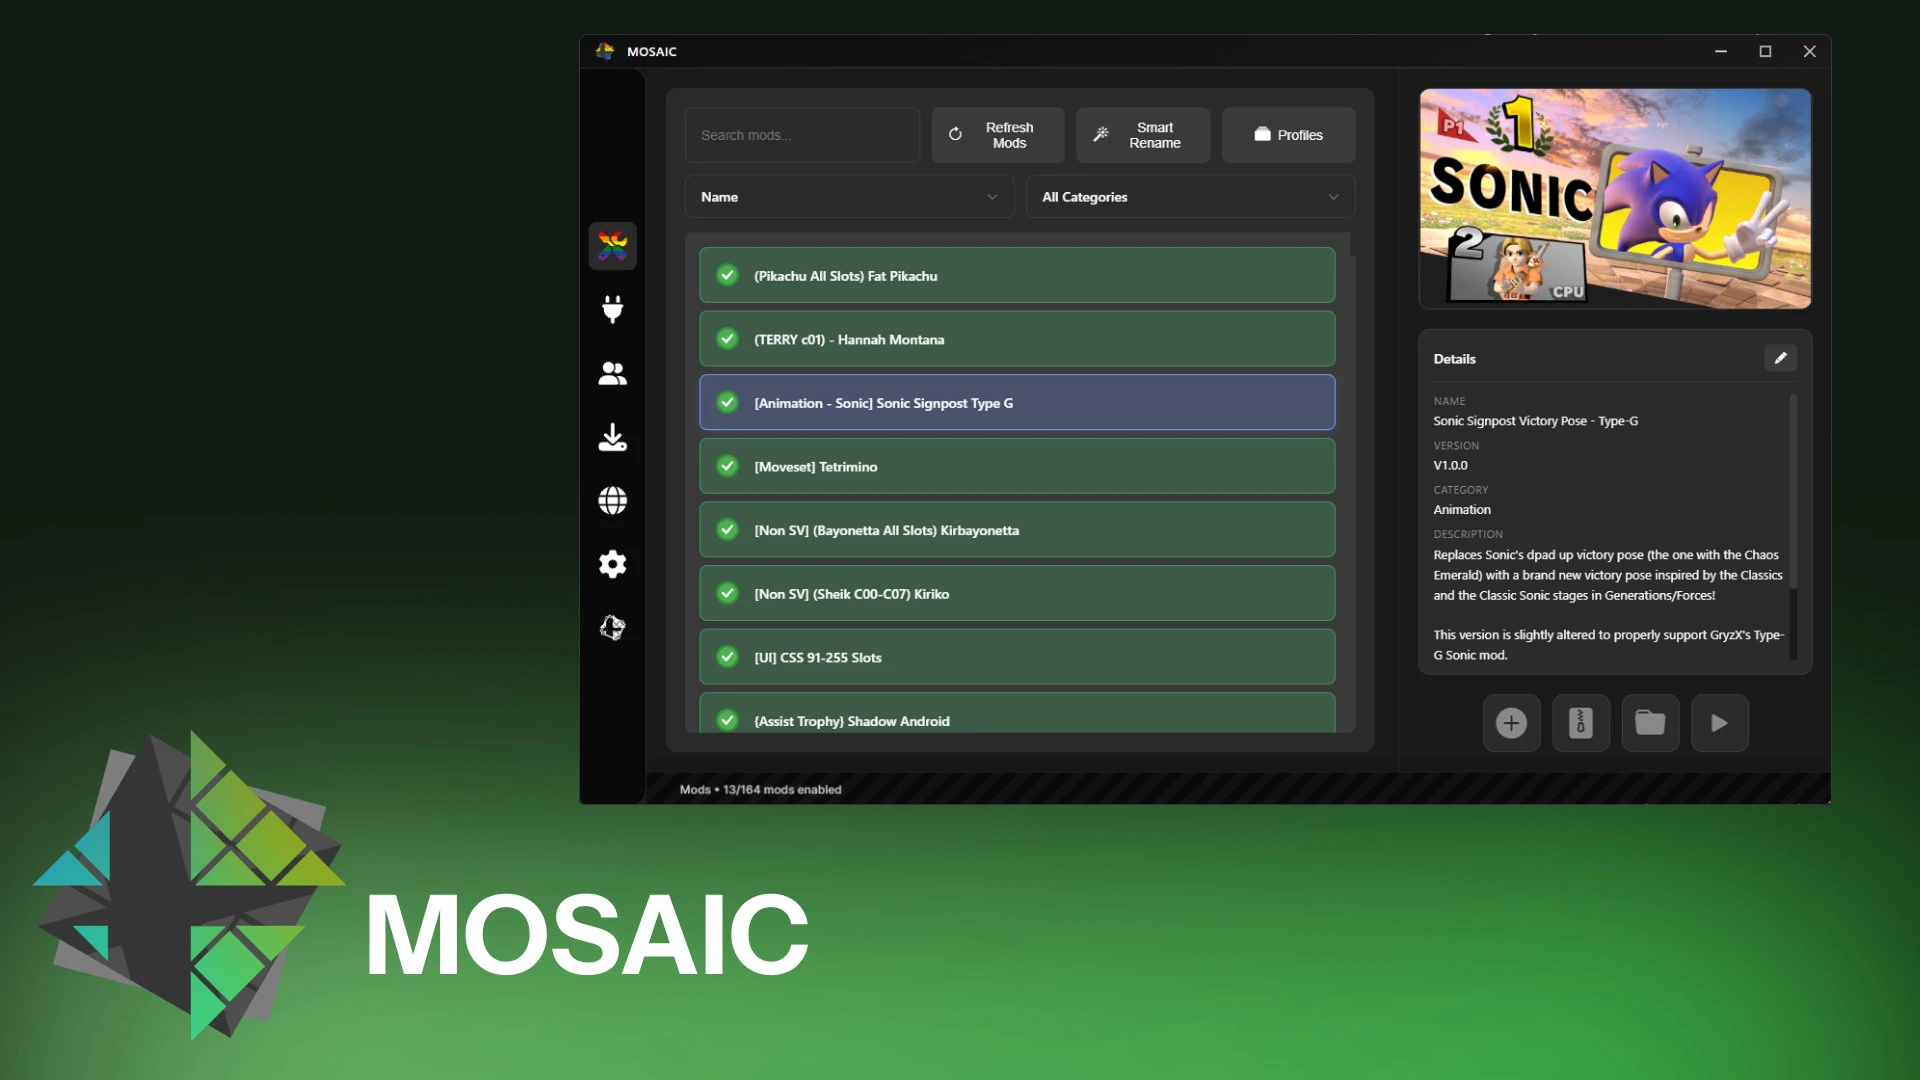 MOSAIC
Search mods...
Refresh
Mods
Smart
Rename
Profiles
Name
All Categories
(Pikachu All Slots) Fat Pikachu
(TERRY c01) - Hannah Montana
[Animation - Sonic] Sonic Signpost Type G
[Moveset] Tetrimino
[Non SV] (Bayonetta All Slots) Kirbayonetta
[Non SV] (Sheik C00-C07) Kiriko
[UI] CSS 91-255 Slots
{Assist Trophy} Shadow Android
Mods • 13/164 mods enabled
P1
1
SONIC
2
CPU
Details
NAME
Sonic Signpost Victory Pose - Type-G
VERSION
V1.0.0
CATEGORY
Animation
DESCRIPTION
Replaces Sonic's dpad up victory pose (the one with the Chaos
Emerald) with a brand new victory pose inspired by the Classics
and the Classic Sonic stages in Generations/Forces!
This version is slightly altered to properly support GryzX's Type-
G Sonic mod.
MOSAIC